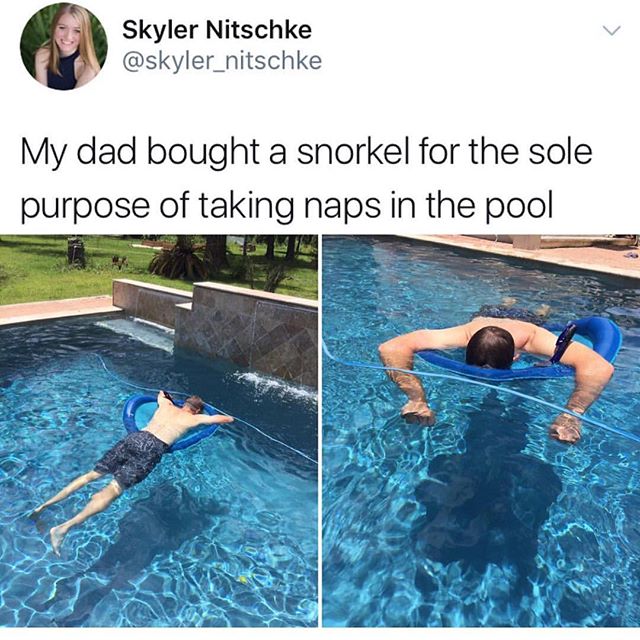 Skyler Nitschke
@skyler_nitschke
My dad bought a snorkel for the sole
purpose of taking naps in the pool